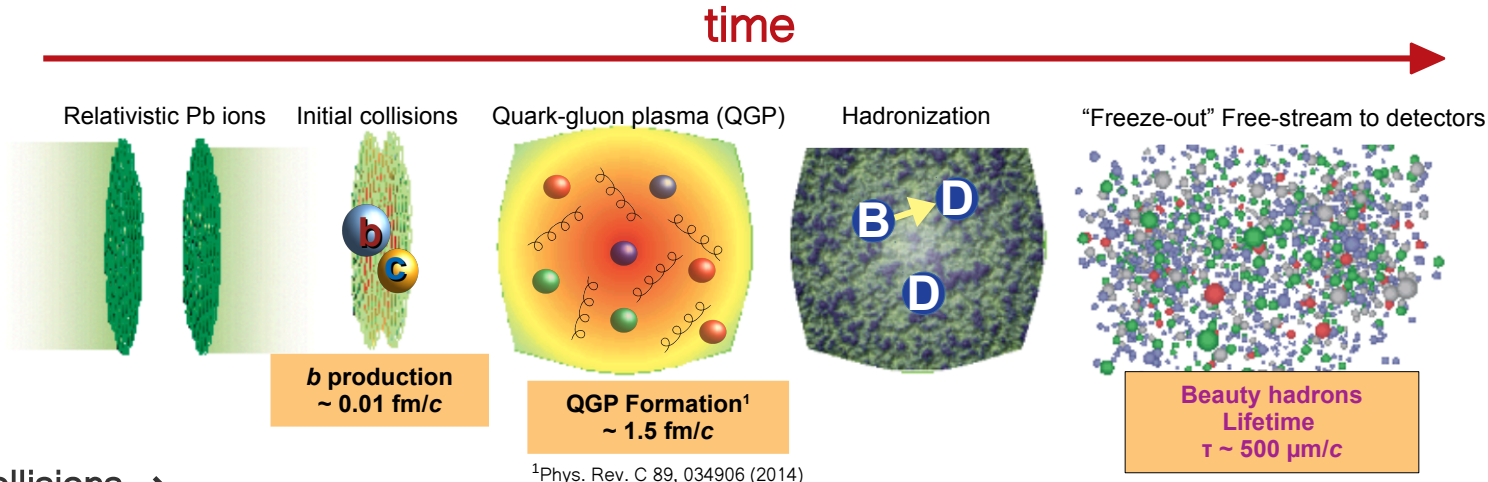 time
Relativistic Pb ions
Initial collisions
Quark-gluon plasma (QGP)
Hadronization
“Freeze-out” Free-stream to detectors
b
c
B
D
D
b production
~ 0.01 fm/c
QGP Formation¹
~ 1.5 fm/c
Beauty hadrons
Lifetime
τ ~ 500 μm/c
¹Phys. Rev. C 89, 034906 (2014)